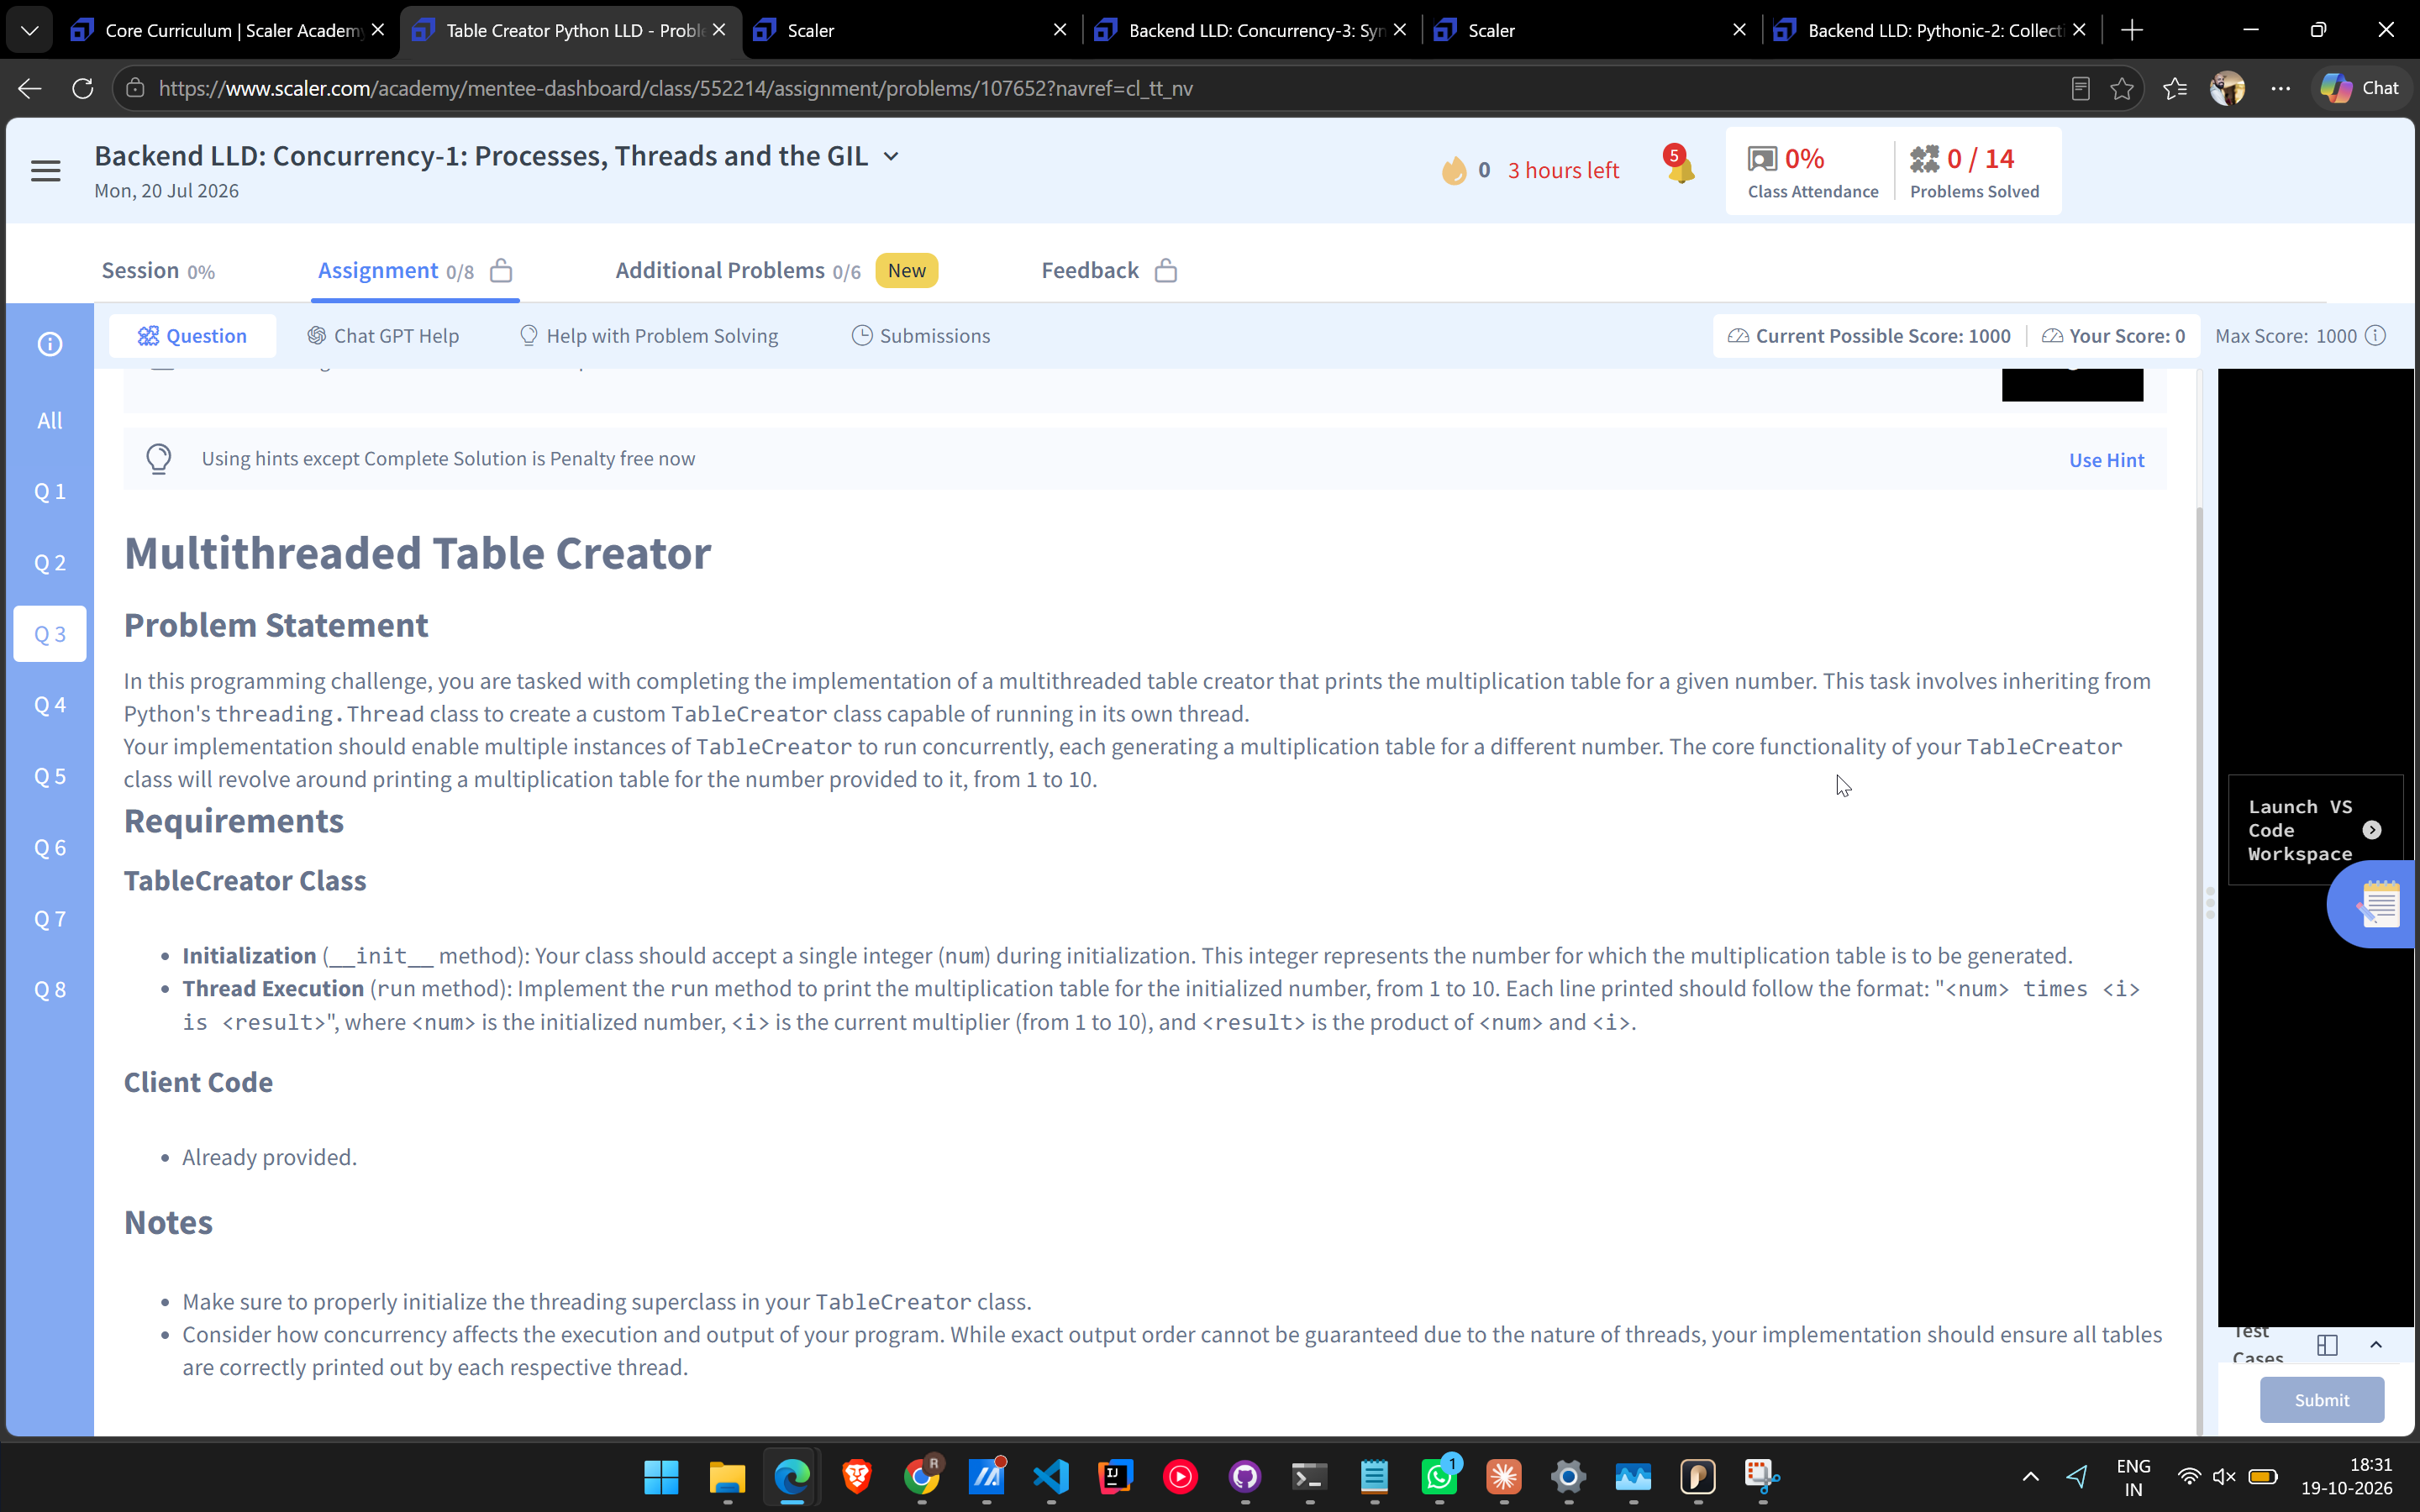 Core Curriculum | Scaler Academy
Table Creator Python LLD - Proble
Scaler
Backend LLD: Concurrency-3: Syn
Scaler
Backend LLD: Pythonic-2: Collecti
https://www.scaler.com/academy/mentee-dashboard/class/552214/assignment/problems/107652?navref=cl_tt_nv
Chat
Backend LLD: Concurrency-1: Processes, Threads and the GIL
Mon, 20 Jul 2026
0 3 hours left
5
0%
Class Attendance
0 / 14
Problems Solved
Session 0%
Assignment 0/8
Additional Problems 0/6 New
Feedback
Question
Chat GPT Help
Help with Problem Solving
Submissions
Current Possible Score: 1000
Your Score: 0
Max Score: 1000
All
Q 1
Q 2
Q 3
Q 4
Q 5
Q 6
Q 7
Q 8
Using hints except Complete Solution is Penalty free now
Use Hint
Multithreaded Table Creator
Problem Statement
In this programming challenge, you are tasked with completing the implementation of a multithreaded table creator that prints the multiplication table for a given number. This task involves inheriting from
Python's threading.Thread class to create a custom TableCreator class capable of running in its own thread.
Your implementation should enable multiple instances of TableCreator to run concurrently, each generating a multiplication table for a different number. The core functionality of your TableCreator
class will revolve around printing a multiplication table for the number provided to it, from 1 to 10.
Requirements
TableCreator Class
• Initialization (__init__ method): Your class should accept a single integer (num) during initialization. This integer represents the number for which the multiplication table is to be generated.
• Thread Execution (run method): Implement the run method to print the multiplication table for the initialized number, from 1 to 10. Each line printed should follow the format: "<num> times <i>
is <result>", where <num> is the initialized number, <i> is the current multiplier (from 1 to 10), and <result> is the product of <num> and <i>.
Client Code
• Already provided.
Notes
• Make sure to properly initialize the threading superclass in your TableCreator class.
• Consider how concurrency affects the execution and output of your program. While exact output order cannot be guaranteed due to the nature of threads, your implementation should ensure all tables
are correctly printed out by each respective thread.
Launch VS
Code
Workspace
Test
Cases
Submit
R
1
ENG
IN
18:31
19-10-2026